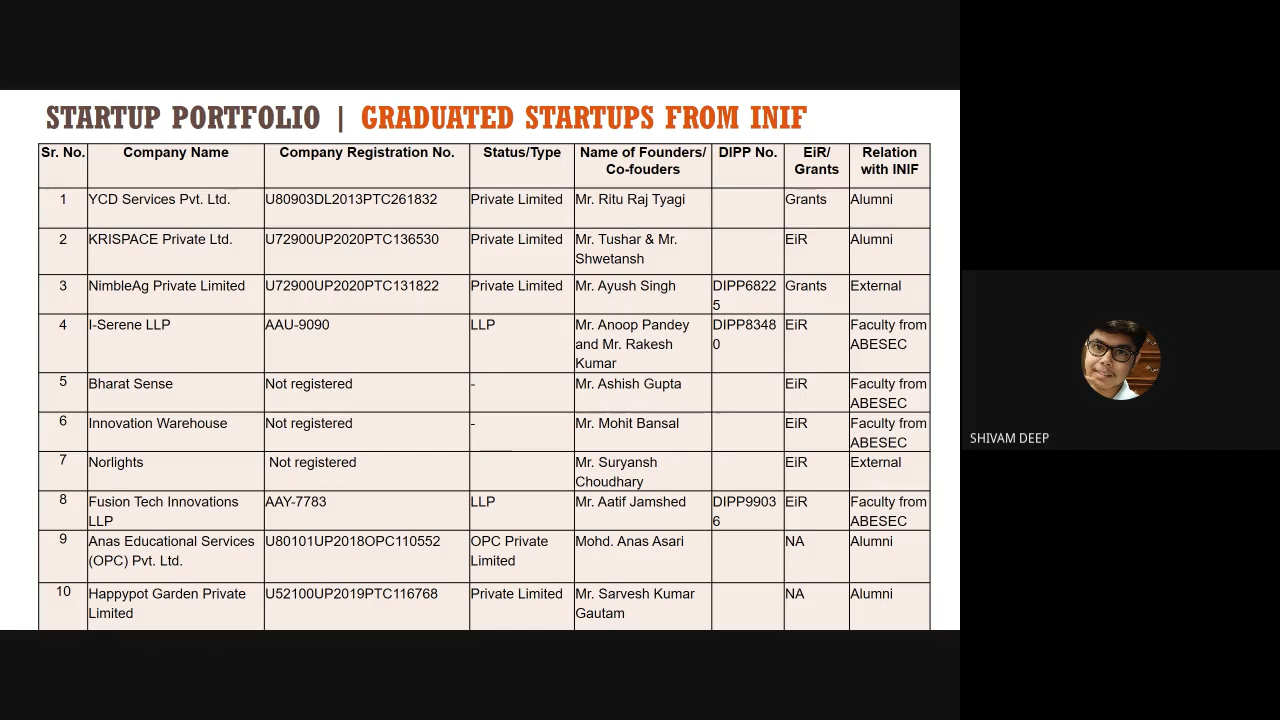 STARTUP PORTFOLIO | GRADUATED STARTUPS FROM INIF
Sr. No. Company Name Company Registration No. Status/Type Name of Founders/ Co-fouders DIPP No. EiR/ Grants Relation with INIF
1 YCD Services Pvt. Ltd. U80903DL2013PTC261832 Private Limited Mr. Ritu Raj Tyagi Grants Alumni
2 KRISPACE Private Ltd. U72900UP2020PTC136530 Private Limited Mr. Tushar & Mr. Shwetansh EiR Alumni
3 NimbleAg Private Limited U72900UP2020PTC131822 Private Limited Mr. Ayush Singh DIPP68225 Grants External
4 I-Serene LLP AAU-9090 LLP Mr. Anoop Pandey and Mr. Rakesh Kumar DIPP83480 EiR Faculty from ABESEC
5 Bharat Sense Not registered - Mr. Ashish Gupta EiR Faculty from ABESEC
6 Innovation Warehouse Not registered - Mr. Mohit Bansal EiR Faculty from ABESEC
7 Norlights Not registered Mr. Suryansh Choudhary EiR External
8 Fusion Tech Innovations LLP AAY-7783 LLP Mr. Aatif Jamshed DIPP99036 EiR Faculty from ABESEC
9 Anas Educational Services (OPC) Pvt. Ltd. U80101UP2018OPC110552 OPC Private Limited Mohd. Anas Asari NA Alumni
10 Happypot Garden Private Limited U52100UP2019PTC116768 Private Limited Mr. Sarvesh Kumar Gautam NA Alumni
SHIVAM DEEP